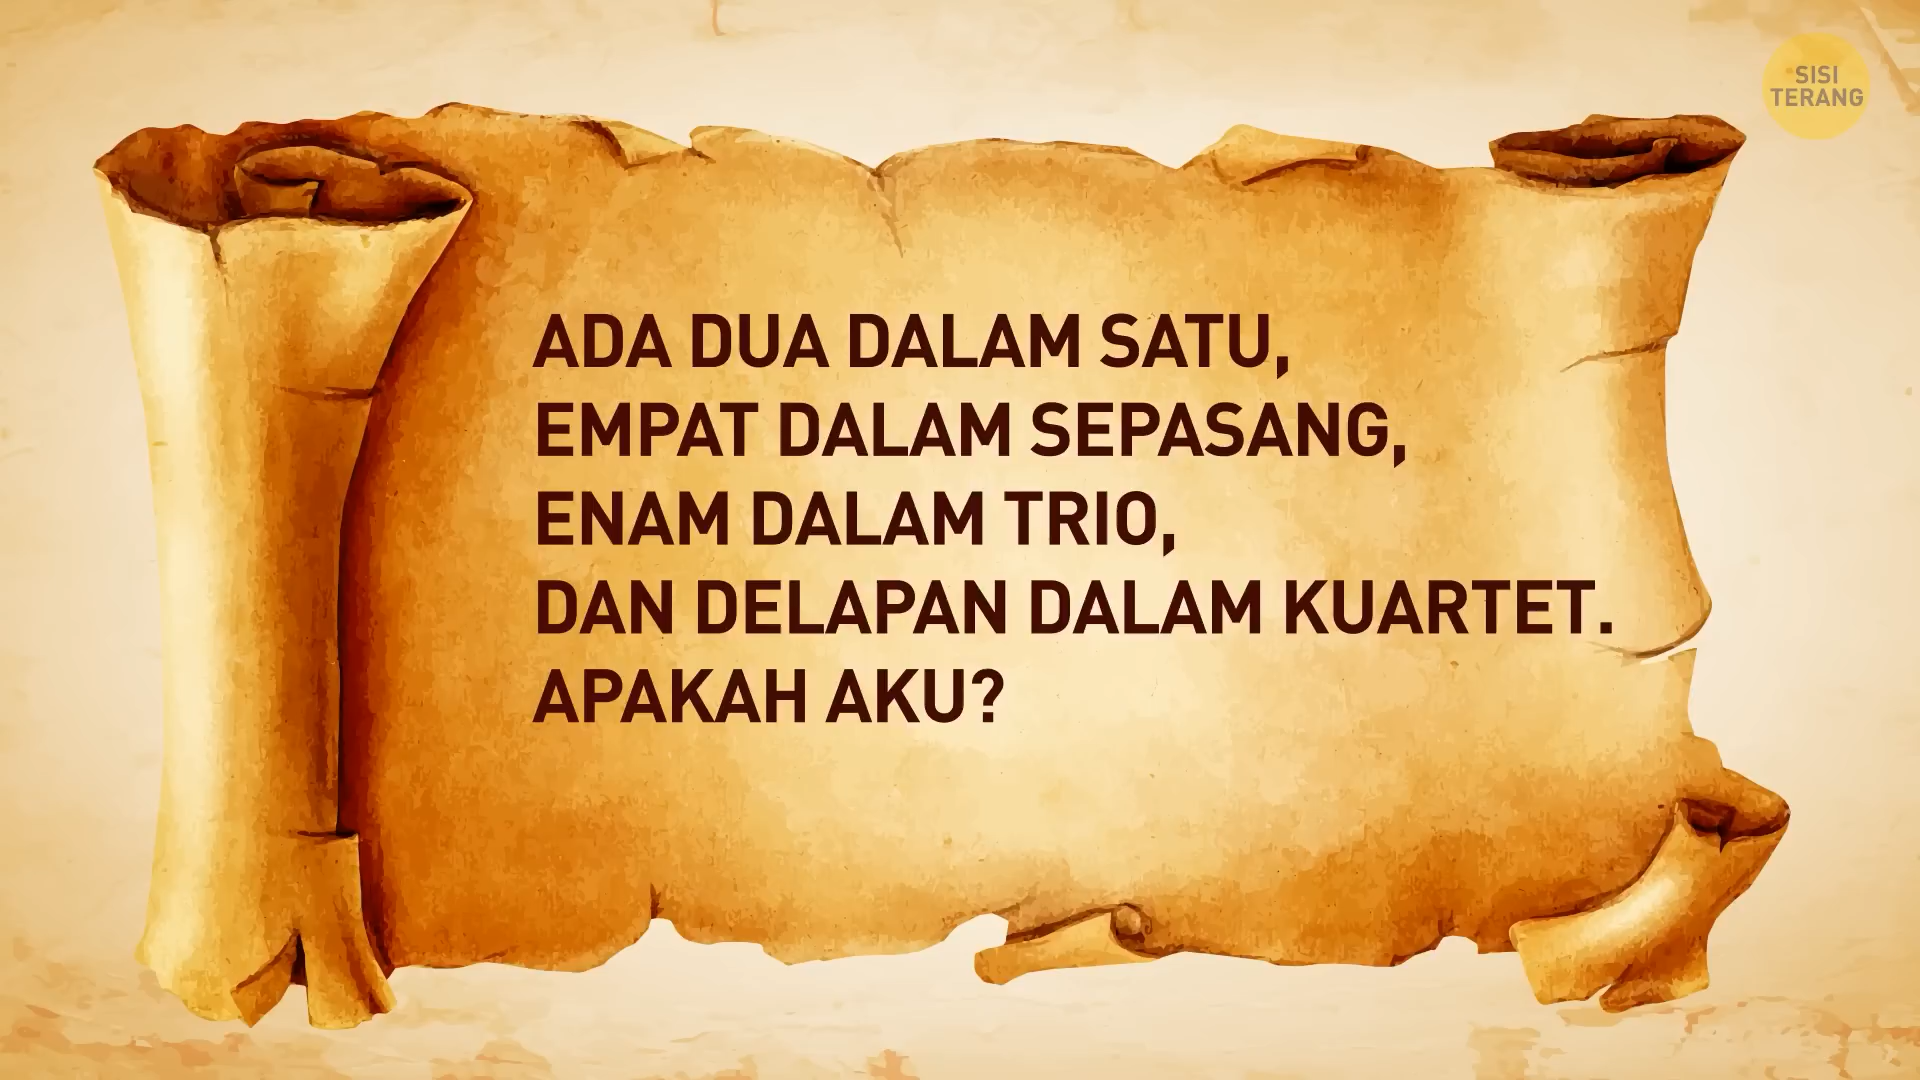 SISI
TERANG
ADA DUA DALAM SATU,
EMPAT DALAM SEPASANG,
ENAM DALAM TRIO,
DAN DELAPAN DALAM KUARTET.
APAKAH AKU?